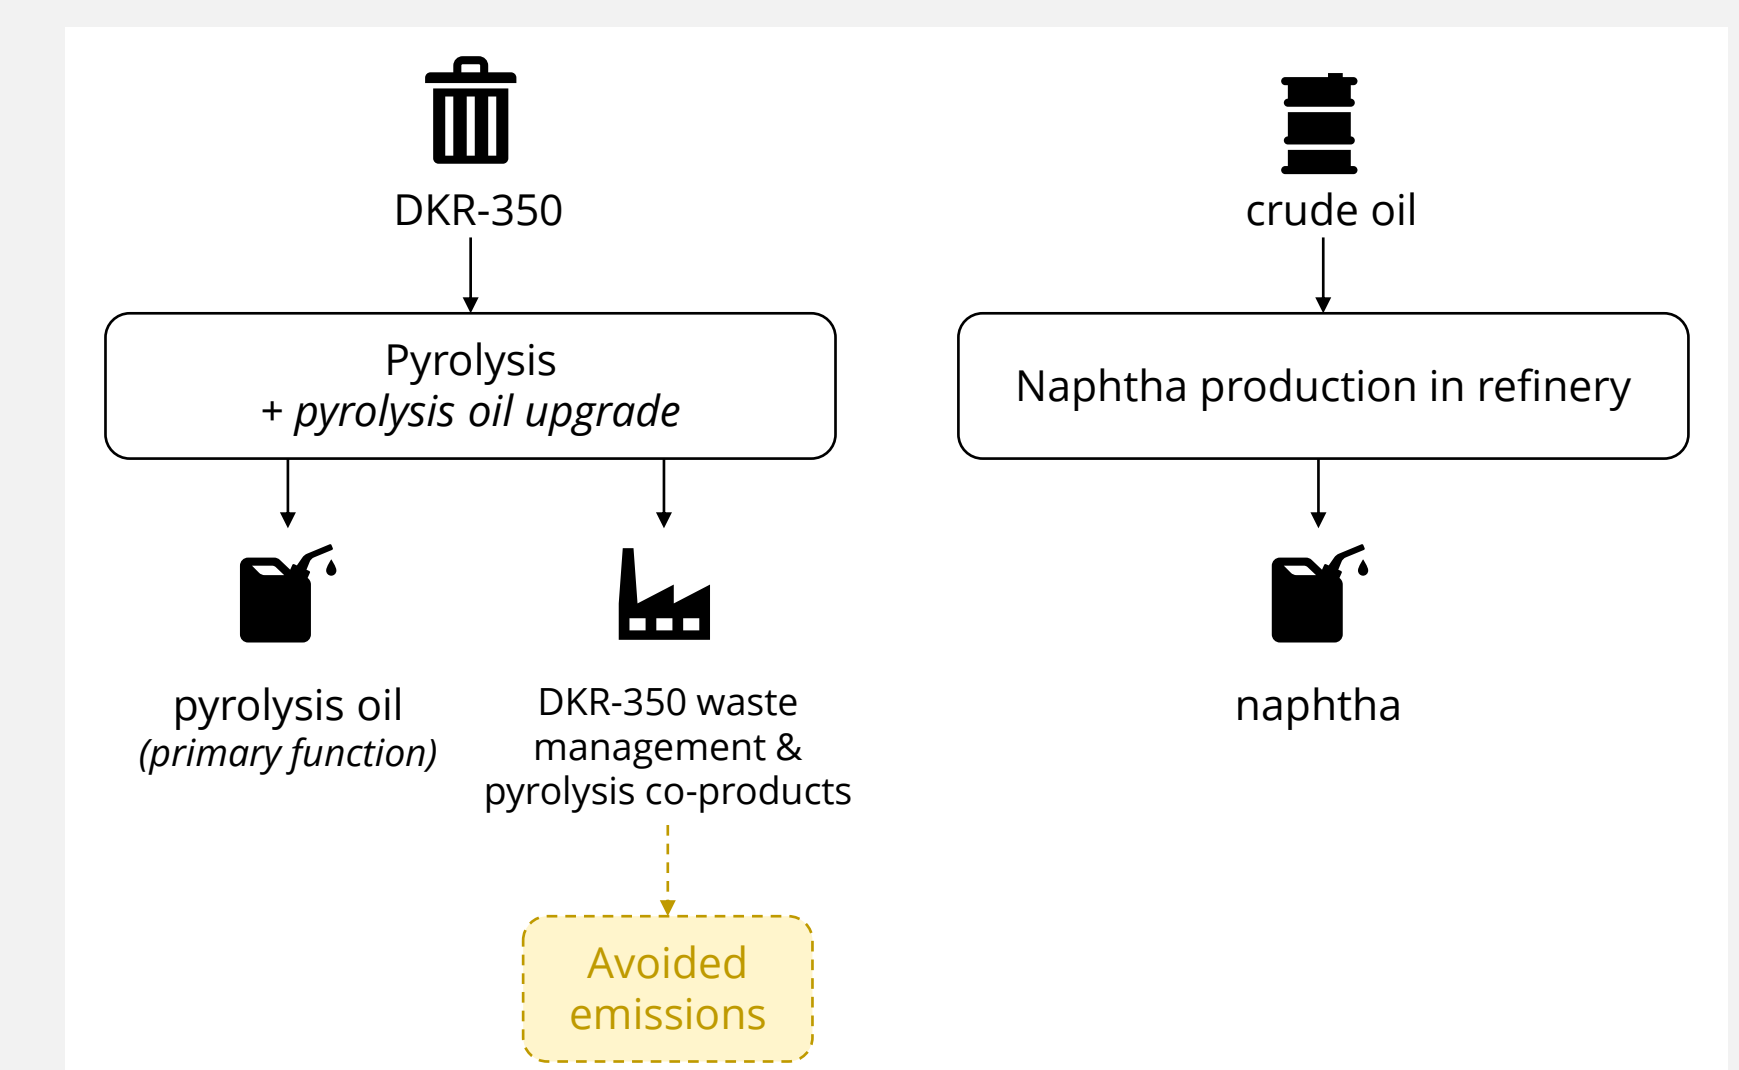 DKR-350
Pyrolysis
+ pyrolysis oil upgrade
pyrolysis oil
(primary function)
DKR-350 waste
management &
pyrolysis co-products
Avoided
emissions
crude oil
Naphtha production in refinery
naphtha